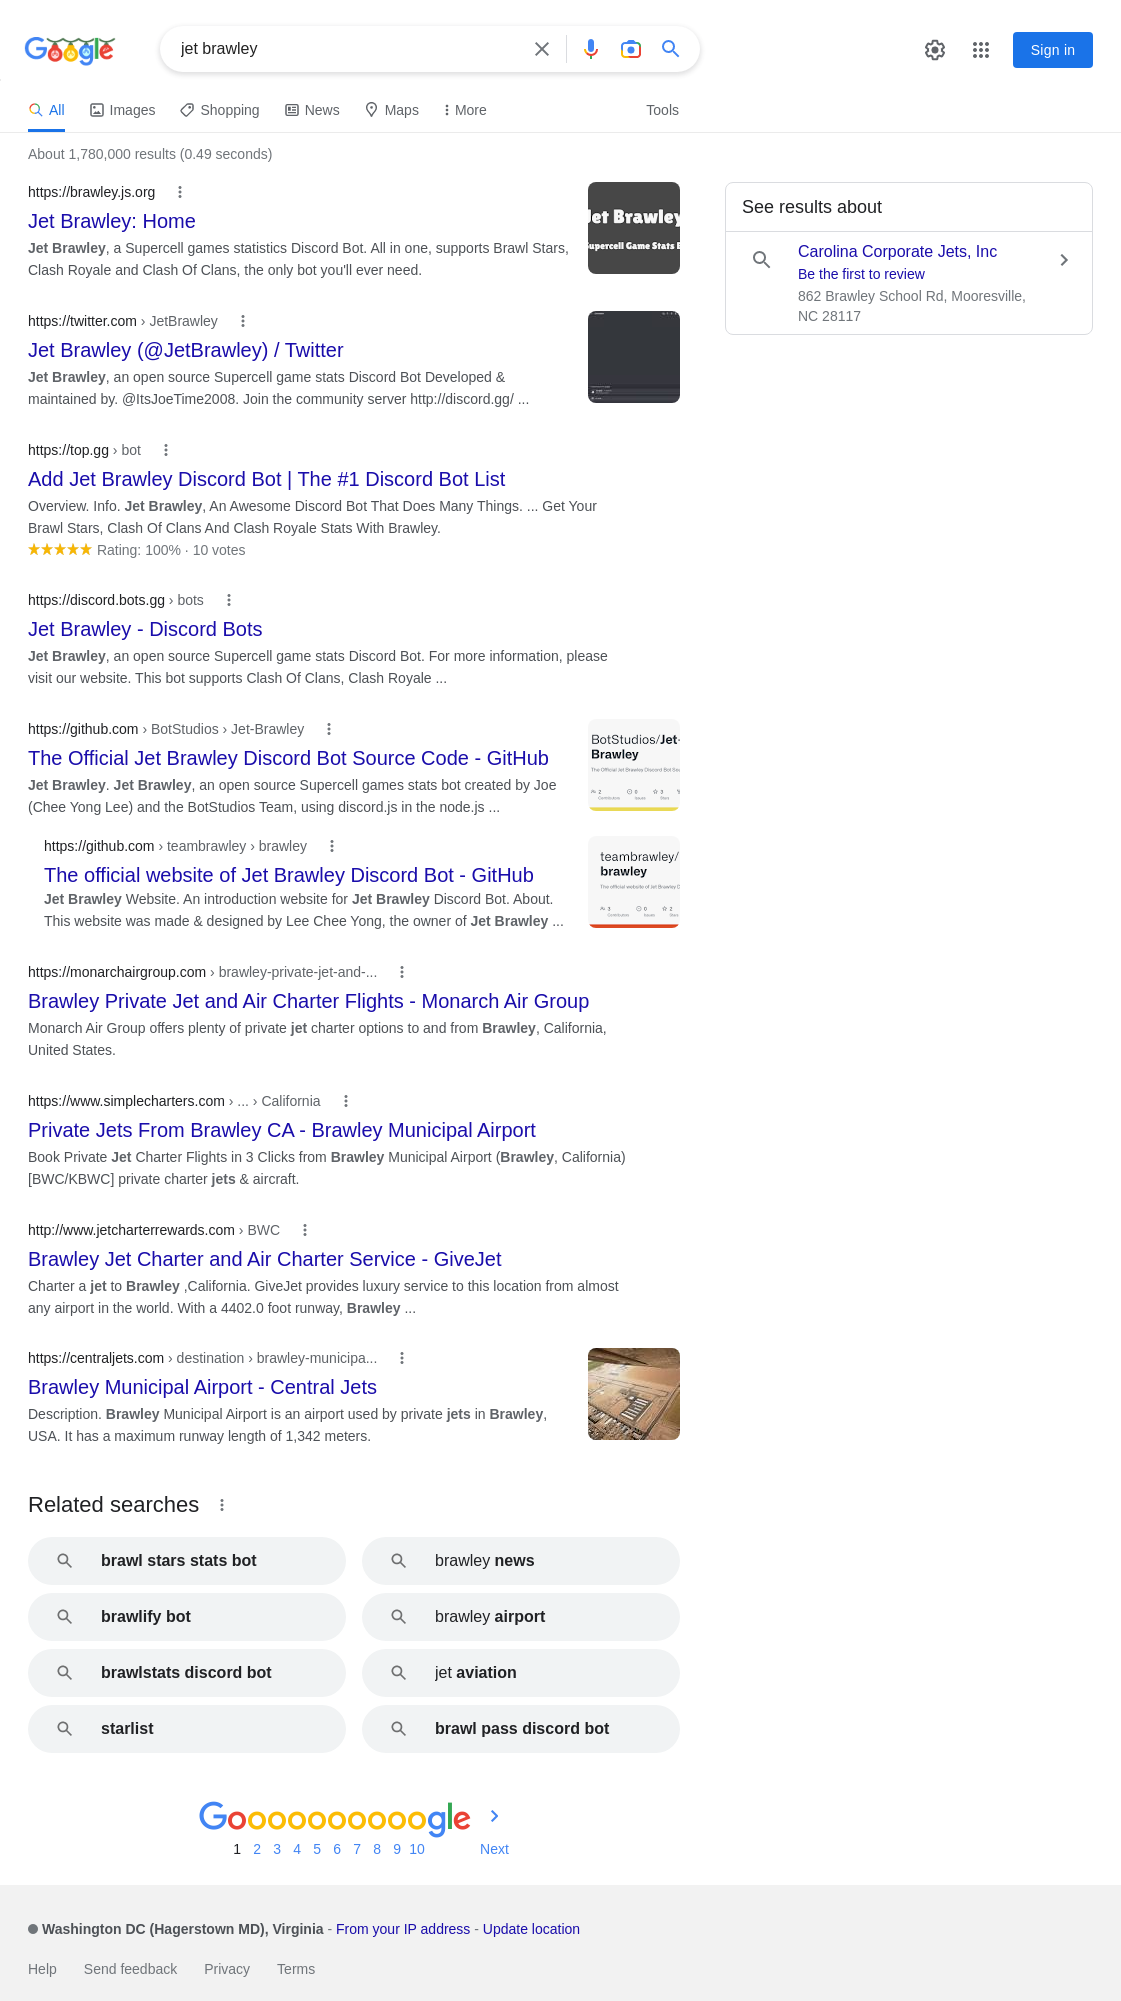 Google
jet brawley
Sign in
All
Images
Shopping
News
Maps
More
Tools
About 1,780,000 results (0.49 seconds)
https://brawley.js.org
Jet Brawley: Home
Jet Brawley, a Supercell games statistics Discord Bot. All in one, supports Brawl Stars,
Clash Royale and Clash Of Clans, the only bot you'll ever need.
Jet Brawley
Supercell Game Stats
See results about
Carolina Corporate Jets, Inc
Be the first to review
862 Brawley School Rd, Mooresville,
NC 28117
https://twitter.com › JetBrawley
Jet Brawley (@JetBrawley) / Twitter
Jet Brawley, an open source Supercell game stats Discord Bot Developed &
maintained by. @ItsJoeTime2008. Join the community server http://discord.gg/ ...
https://top.gg › bot
Add Jet Brawley Discord Bot | The #1 Discord Bot List
Overview. Info. Jet Brawley, An Awesome Discord Bot That Does Many Things. ... Get Your
Brawl Stars, Clash Of Clans And Clash Royale Stats With Brawley.
Rating: 100% · 10 votes
https://discord.bots.gg › bots
Jet Brawley - Discord Bots
Jet Brawley, an open source Supercell game stats Discord Bot. For more information, please
visit our website. This bot supports Clash Of Clans, Clash Royale ...
https://github.com › BotStudios › Jet-Brawley
The Official Jet Brawley Discord Bot Source Code - GitHub
Jet Brawley. Jet Brawley, an open source Supercell games stats bot created by Joe
(Chee Yong Lee) and the BotStudios Team, using discord.js in the node.js ...
BotStudios/Jet-
Brawley
The Official Jet Brawley Discord Bot
2 0 3
Contributors Issues Stars
https://github.com › teambrawley › brawley
The official website of Jet Brawley Discord Bot - GitHub
Jet Brawley Website. An introduction website for Jet Brawley Discord Bot. About.
This website was made & designed by Lee Chee Yong, the owner of Jet Brawley ...
teambrawley/
brawley
The official website of Jet Brawley
3 0 2
Contributors Issues Stars
https://monarchairgroup.com › brawley-private-jet-and-...
Brawley Private Jet and Air Charter Flights - Monarch Air Group
Monarch Air Group offers plenty of private jet charter options to and from Brawley, California,
United States.
https://www.simplecharters.com › ... › California
Private Jets From Brawley CA - Brawley Municipal Airport
Book Private Jet Charter Flights in 3 Clicks from Brawley Municipal Airport (Brawley, California)
[BWC/KBWC] private charter jets & aircraft.
http://www.jetcharterrewards.com › BWC
Brawley Jet Charter and Air Charter Service - GiveJet
Charter a jet to Brawley ,California. GiveJet provides luxury service to this location from almost
any airport in the world. With a 4402.0 foot runway, Brawley ...
https://centraljets.com › destination › brawley-municipa...
Brawley Municipal Airport - Central Jets
Description. Brawley Municipal Airport is an airport used by private jets in Brawley,
USA. It has a maximum runway length of 1,342 meters.
Related searches
brawl stars stats bot
brawley news
brawlify bot
brawley airport
brawlstats discord bot
jet aviation
starlist
brawl pass discord bot
Goooooooooogle
1 2 3 4 5 6 7 8 9 10 Next
Washington DC (Hagerstown MD), Virginia - From your IP address - Update location
Help Send feedback Privacy Terms